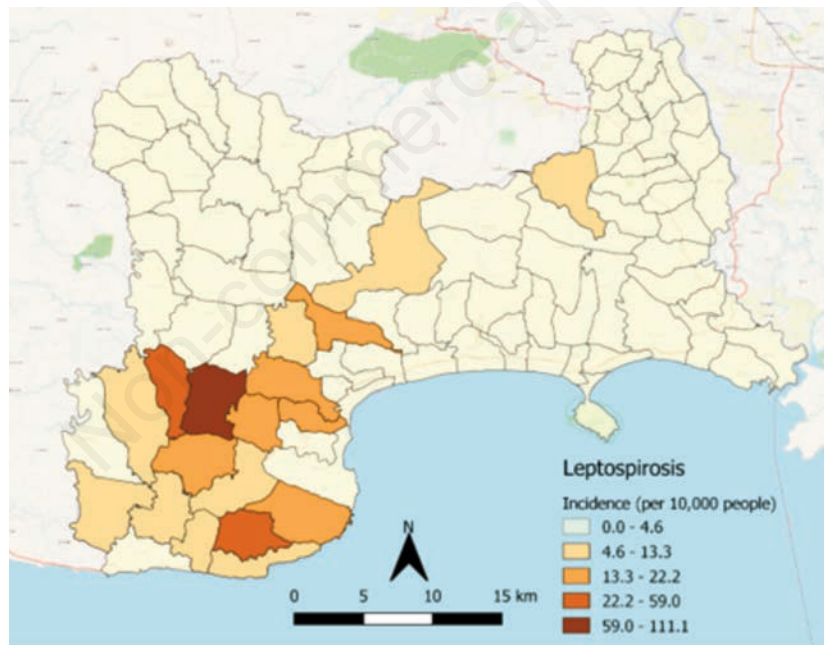 Non-commercial
Leptospirosis
Incidence (per 10,000 people)
0.0 - 4.6
4.6 - 13.3
13.3 - 22.2
22.2 - 59.0
59.0 - 111.1
N
0 5 10 15 km